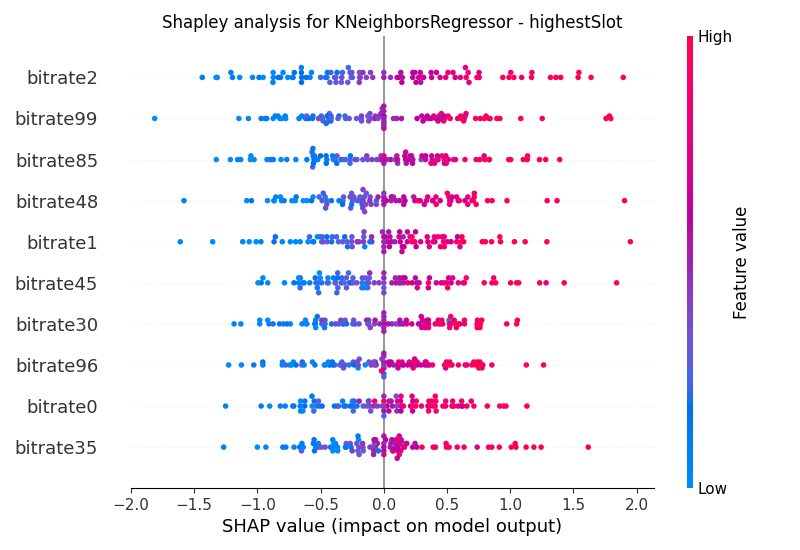 Shapley analysis for KNeighborsRegressor - highestSlot
High
bitrate2
bitrate99
bitrate85
bitrate48
bitrate1
bitrate45
bitrate30
bitrate96
bitrate0
bitrate35
Feature value
Low
−2.0 −1.5 −1.0 −0.5 0.0 0.5 1.0 1.5 2.0
SHAP value (impact on model output)